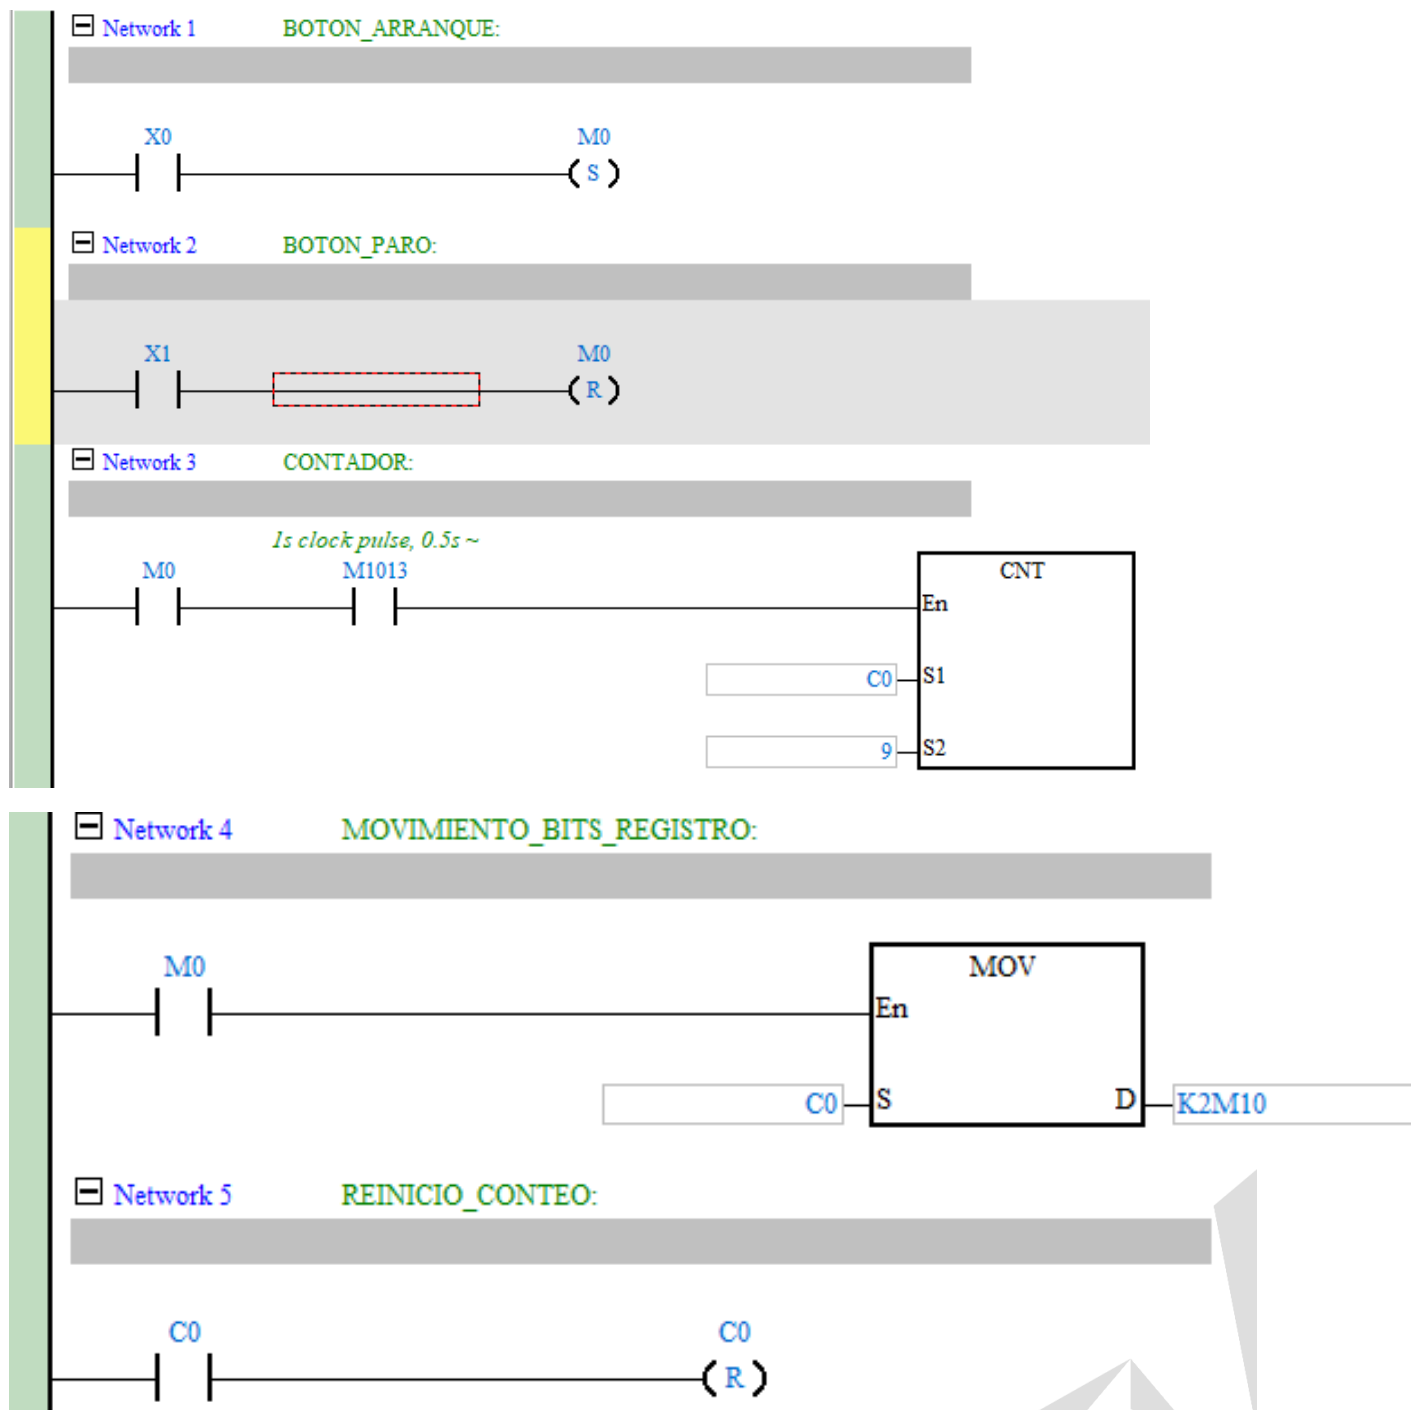 Network 1 BOTON_ARRANQUE:
X0 M0
S
Network 2 BOTON_PARO:
X1 M0
R
Network 3 CONTADOR:
1s clock pulse, 0.5s ~
M0 M1013 CNT
En
C0 S1
9 S2
Network 4 MOVIMIENTO_BITS_REGISTRO:
M0 MOV
En
C0 S D K2M10
Network 5 REINICIO_CONTEO:
C0 C0
R